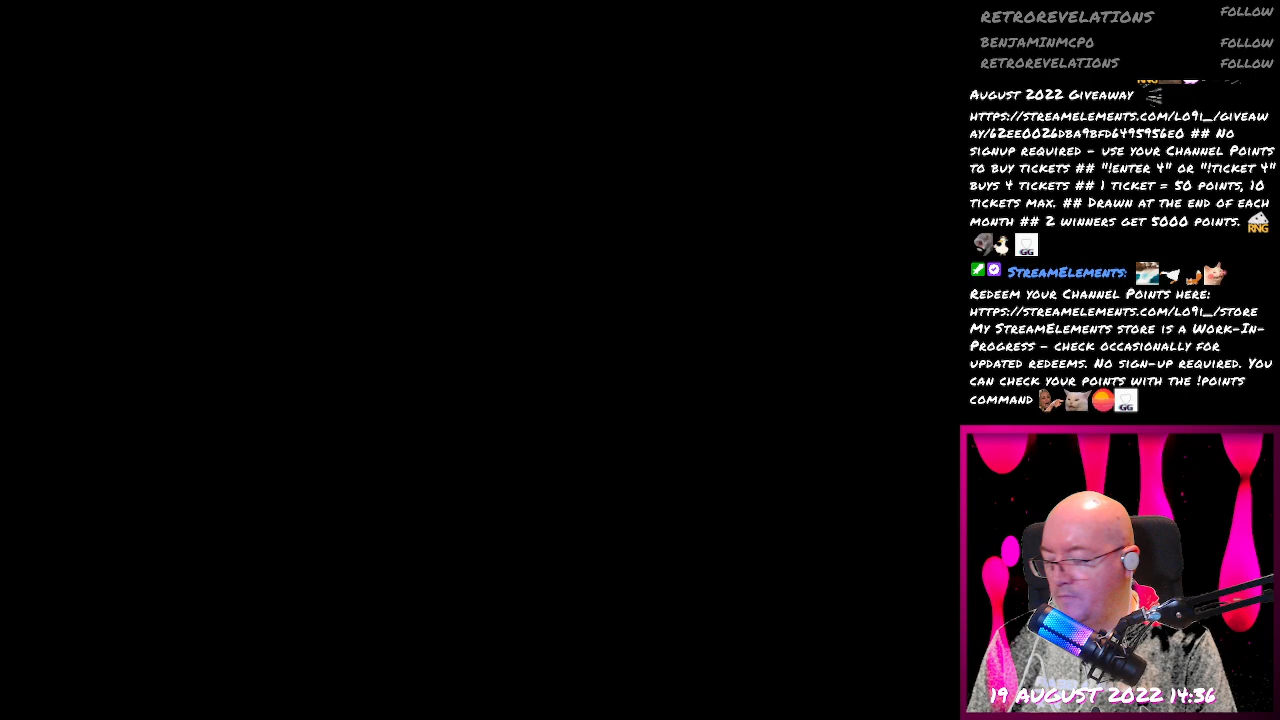 RETROREVELATIONS FOLLOW
BENJAMINMCPO FOLLOW
RETROREVELATIONS FOLLOW
AUGUST 2022 GIVEAWAY
HTTPS://STREAMELEMENTS.COM/LO9I_/GIVEAW
AY/62EE0026DBA9BFD6495956E0 ## NO
SIGNUP REQUIRED - USE YOUR CHANNEL POINTS
TO BUY TICKETS ## "!ENTER 4" OR "!TICKET 4"
BUYS 4 TICKETS ## 1 TICKET = 50 POINTS, 10
TICKETS MAX. ## DRAWN AT THE END OF EACH
MONTH ## 2 WINNERS GET 5000 POINTS. RNG
GG
STREAMELEMENTS:
REDEEM YOUR CHANNEL POINTS HERE:
HTTPS://STREAMELEMENTS.COM/LO9I_/STORE
MY STREAMELEMENTS STORE IS A WORK-IN-
PROGRESS - CHECK OCCASIONALLY FOR
UPDATED REDEEMS. NO SIGN-UP REQUIRED. YOU
CAN CHECK YOUR POINTS WITH THE !POINTS
COMMAND GG
19 AUGUST 2022 14:36